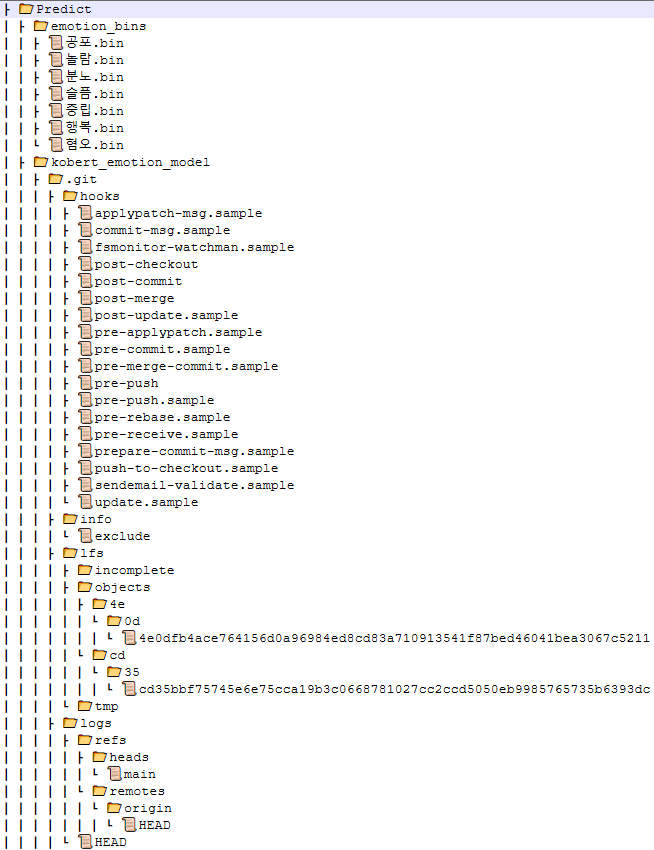 Predict
emotion_bins
공포.bin
놀람.bin
분노.bin
슬픔.bin
중립.bin
행복.bin
혐오.bin
kobert_emotion_model
.git
hooks
applypatch-msg.sample
commit-msg.sample
fsmonitor-watchman.sample
post-checkout
post-commit
post-merge
post-update.sample
pre-applypatch.sample
pre-commit.sample
pre-merge-commit.sample
pre-push
pre-push.sample
pre-rebase.sample
pre-receive.sample
prepare-commit-msg.sample
push-to-checkout.sample
sendemail-validate.sample
update.sample
info
exclude
lfs
incomplete
objects
4e
0d
4e0dfb4ace764156d0a96984ed8cd83a710913541f87bed46041bea3067c5211
cd
35
cd35bbf75745e6e75cca19b3c0668781027cc2ccd5050eb9985765735b6393dc
tmp
logs
refs
heads
main
remotes
origin
HEAD
HEAD